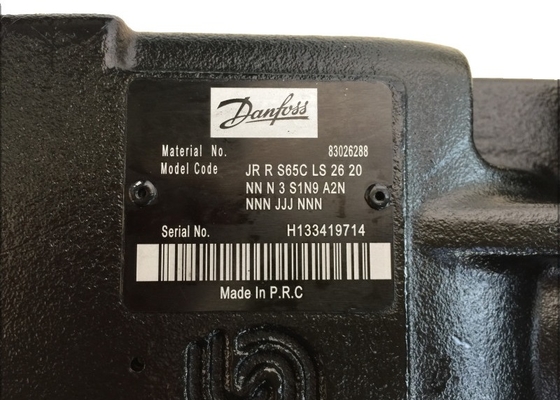 Danfoss
Material No. 83026288
Model Code JR R S65C LS 26 20
NN N 3 S1N9 A2N
NNN JJJ NNN
Serial No. H133419714
Made In P.R.C